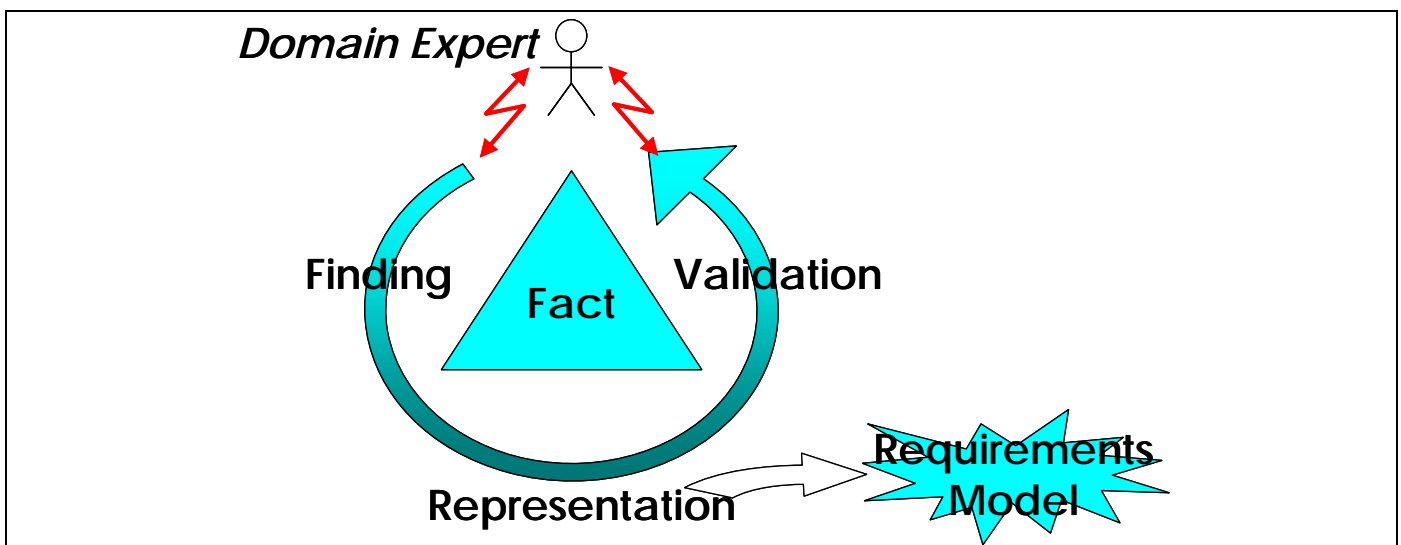 Domain Expert
Finding
Validation
Fact
Requirements
Model
Representation